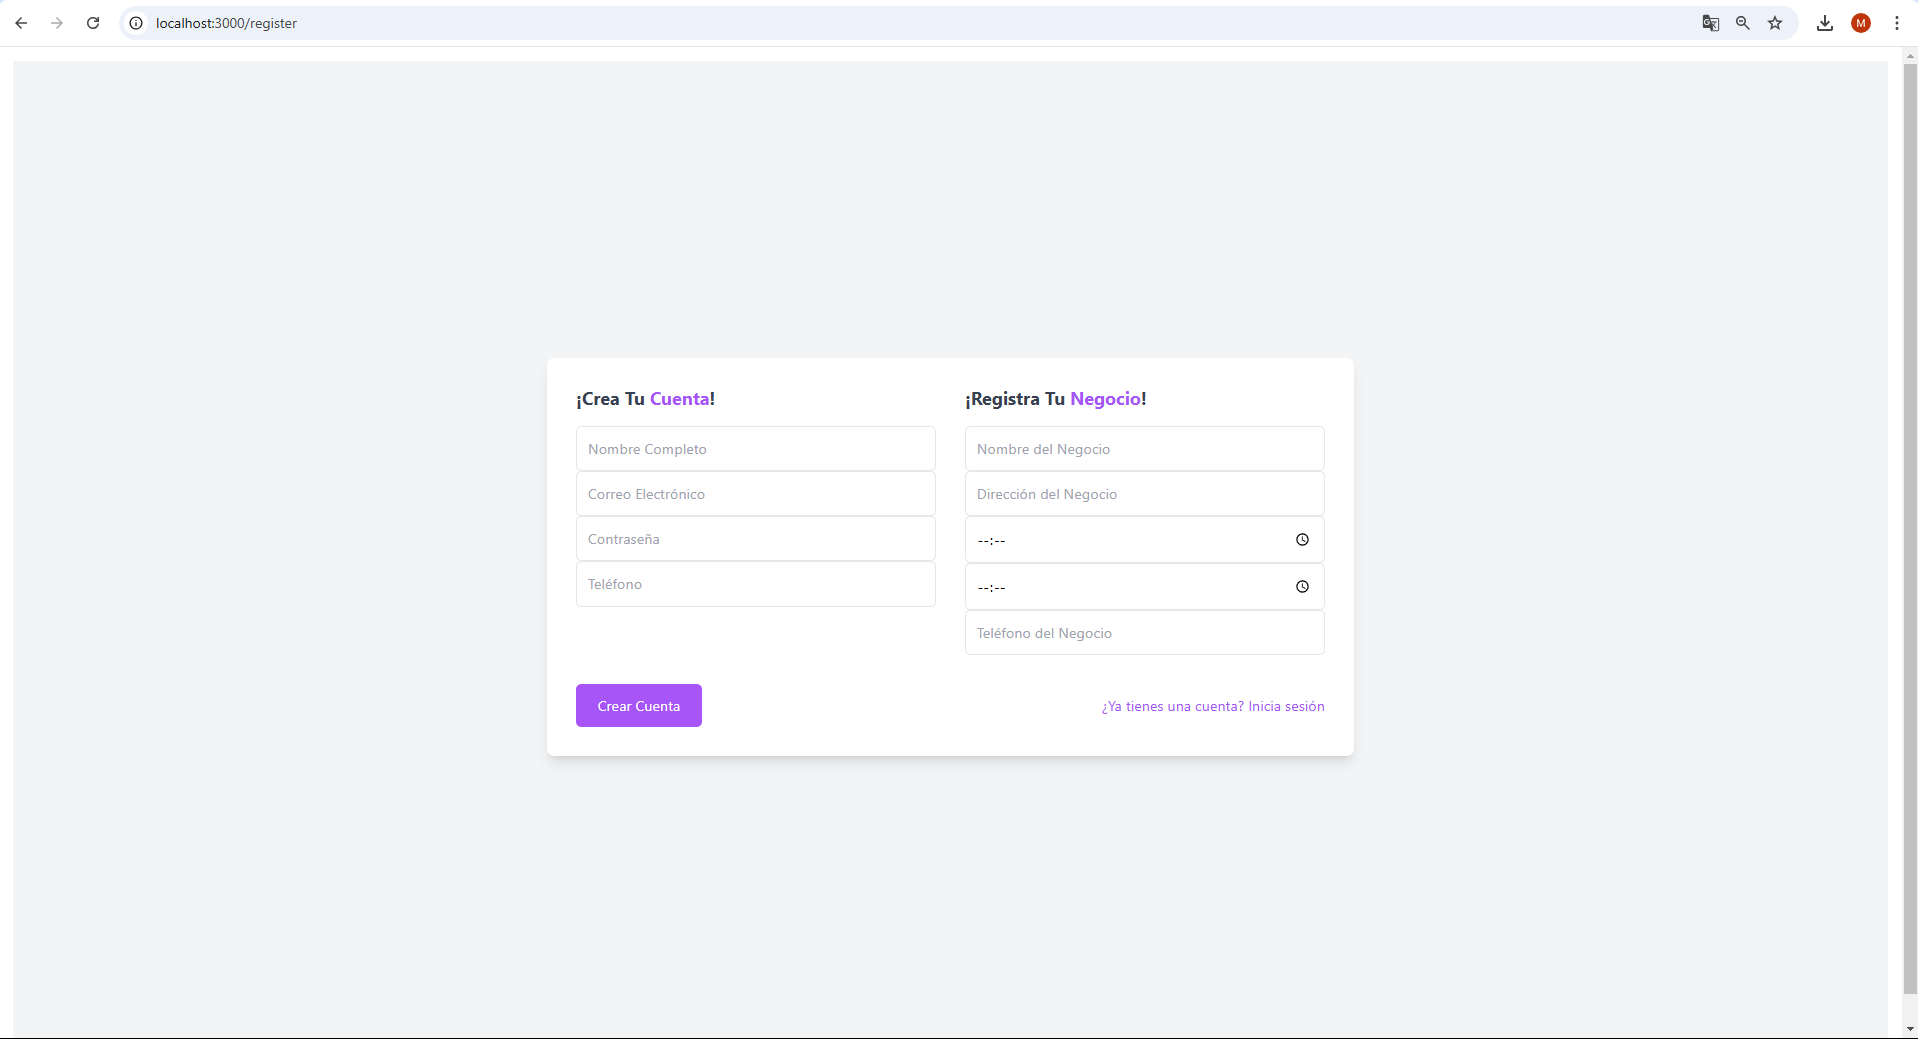 localhost:3000/register
M
¡Crea Tu Cuenta!
Nombre Completo
Correo Electrónico
Contraseña
Teléfono
¡Registra Tu Negocio!
Nombre del Negocio
Dirección del Negocio
--:--
--:--
Teléfono del Negocio
Crear Cuenta
¿Ya tienes una cuenta? Inicia sesión